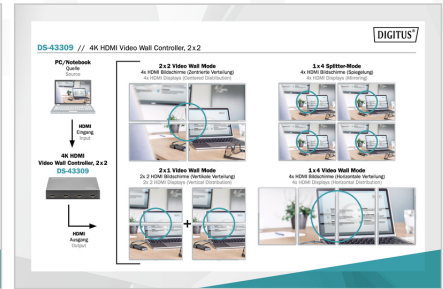 DIGITUS®
DS-43309 // 4K HDMI Video Wall Controller, 2x2
PC/Notebook
Quelle
Source
HDMI
Eingang
Input
4K HDMI
Video Wall Controller, 2x2
DS-43309
HDMI
Ausgang
Output
2x2 Video Wall Mode
4x HDMI Bildschirme (Zentrierte Verteilung)
4x HDMI Displays (Centered Distribution)
1x4 Splitter-Mode
4x HDMI Bildschirme (Spiegelung)
4x HDMI Displays (Mirroring)
2x1 Video Wall Mode
2x 2 HDMI Bildschirme (Vertikale Verteilung)
2x 2 HDMI Displays (Vertical Distribution)
+
1x4 Video Wall Mode
4x HDMI Bildschirme (Horizontale Verteilung)
4x HDMI Displays (Horizontal Distribution)